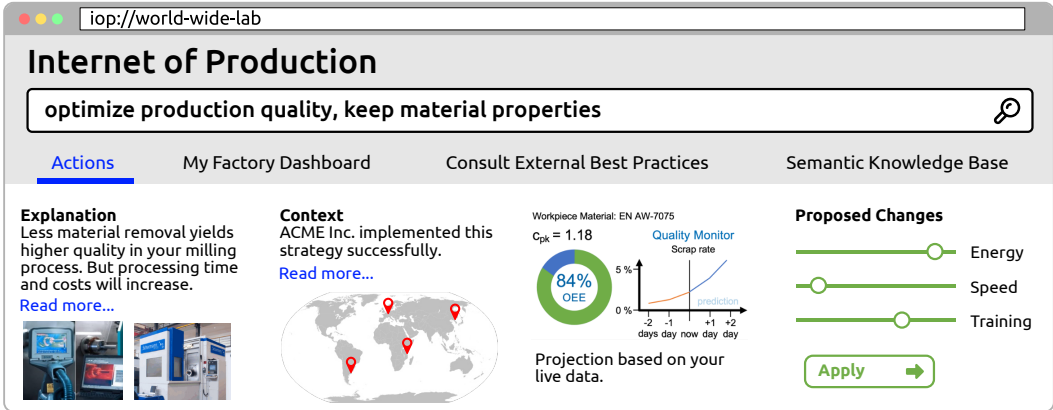 iop://world-wide-lab
Internet of Production
optimize production quality, keep material properties
Actions
My Factory Dashboard
Consult External Best Practices
Semantic Knowledge Base
Explanation
Less material removal yields
higher quality in your milling
process. But processing time
and costs will increase.
Read more...
Context
ACME Inc. implemented this
strategy successfully.
Read more...
Workpiece Material: EN AW-7075
cpk = 1.18
84%
OEE
Quality Monitor
Scrap rate
5 %
0 %
prediction
-2 -1 now +1 +2
days day day day
Projection based on your
live data.
Proposed Changes
Energy
Speed
Training
Apply